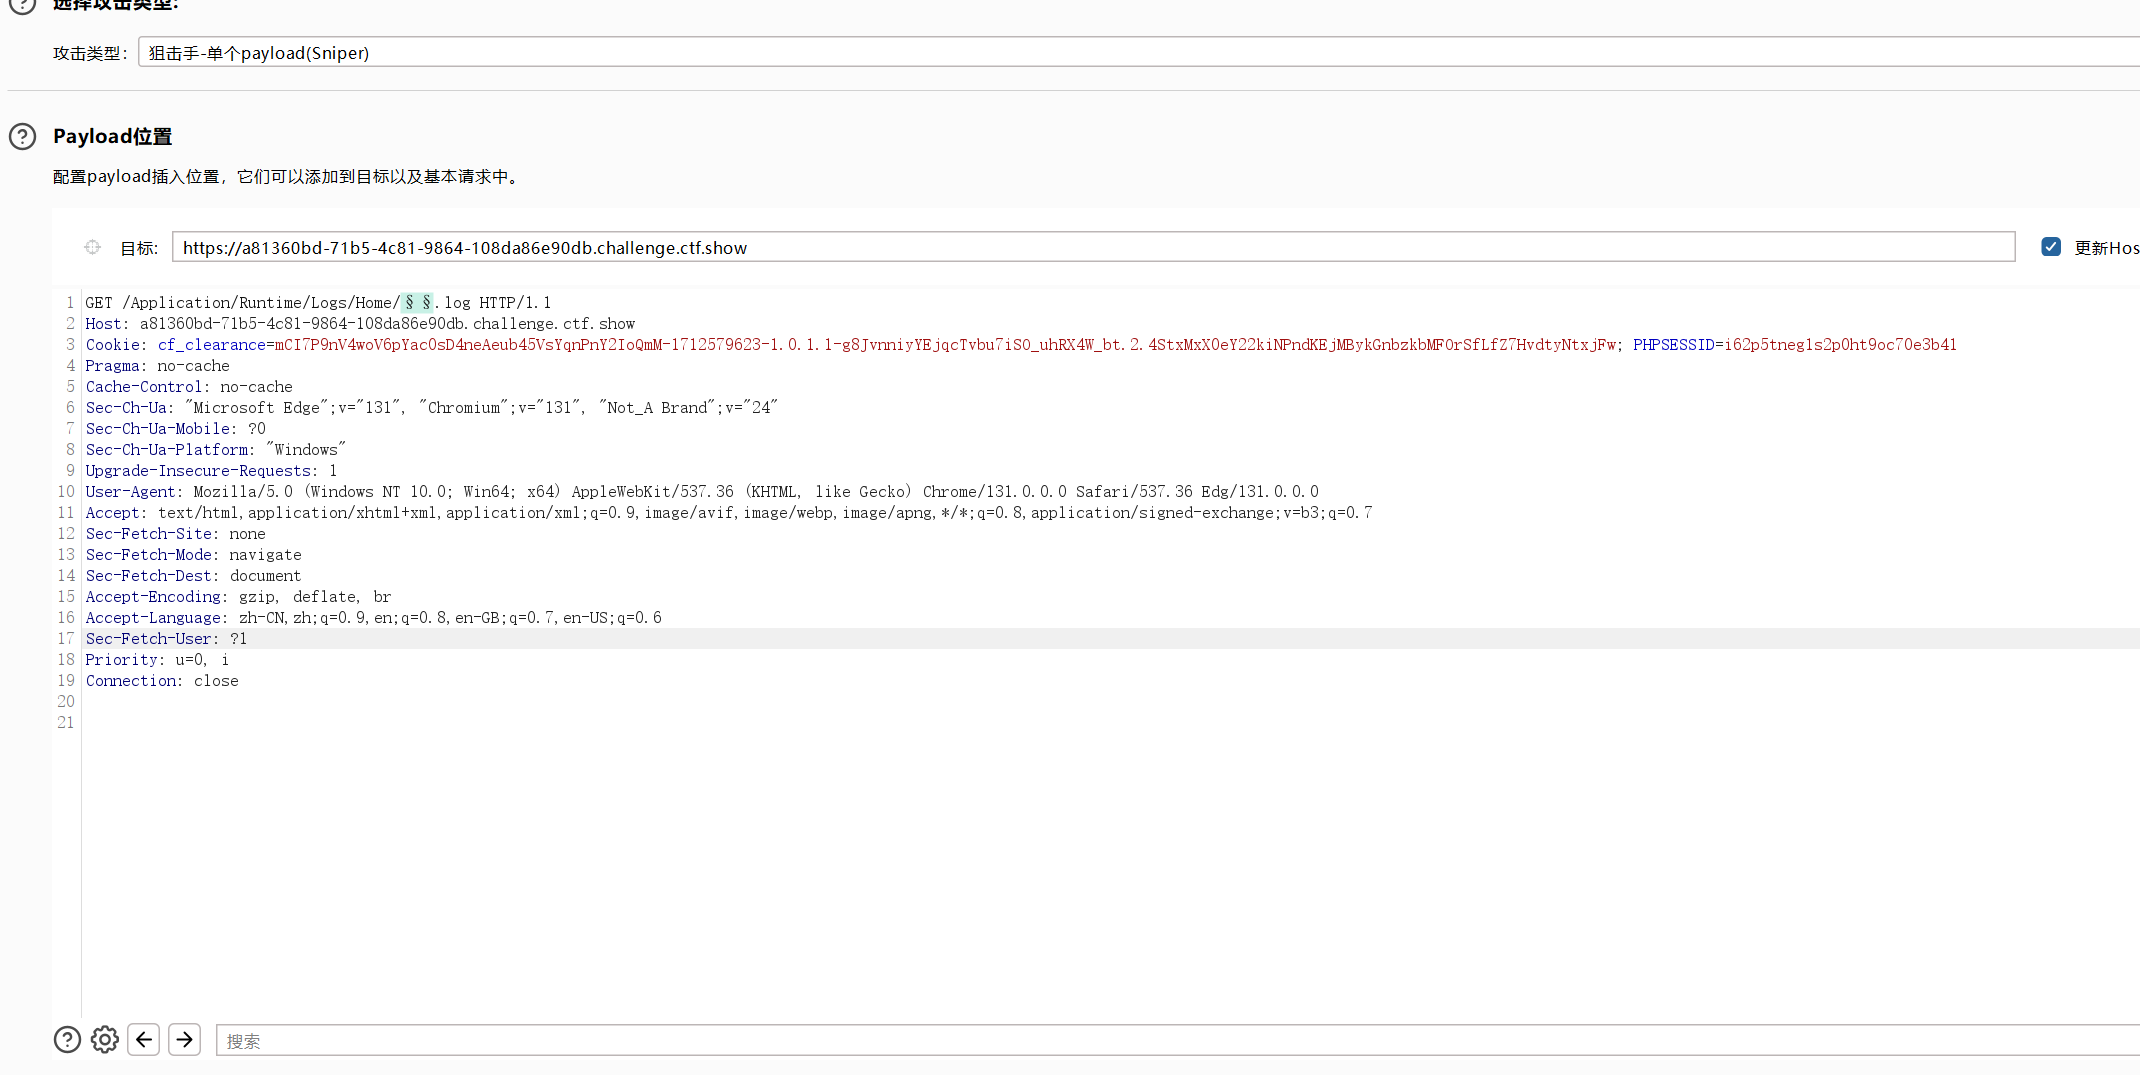 选择攻击类型:
攻击类型: 狙击手-单个payload(Sniper)
Payload位置
配置payload插入位置，它们可以添加到目标以及基本请求中。
目标: https://a81360bd-71b5-4c81-9864-108da86e90db.challenge.ctf.show 更新Hos
1 GET /Application/Runtime/Logs/Home/§§.log HTTP/1.1
2 Host: a81360bd-71b5-4c81-9864-108da86e90db.challenge.ctf.show
3 Cookie: cf_clearance=mCI7P9nV4woV6pYac0sD4neAeub45VsYqnPnY2IoQmM-1712579623-1.0.1.1-g8JvnniyYEjqcTvbu7iSO_uhRX4W_bt.2.4StxMxX0eY22kiNPndKEjMBykGnbzkbMF0rSfLfZ7HvdtyNtxjFw; PHPSESSID=i62p5tneg1s2p0ht9oc70e3b41
4 Pragma: no-cache
5 Cache-Control: no-cache
6 Sec-Ch-Ua: "Microsoft Edge";v="131", "Chromium";v="131", "Not_A Brand";v="24"
7 Sec-Ch-Ua-Mobile: ?0
8 Sec-Ch-Ua-Platform: "Windows"
9 Upgrade-Insecure-Requests: 1
10 User-Agent: Mozilla/5.0 (Windows NT 10.0; Win64; x64) AppleWebKit/537.36 (KHTML, like Gecko) Chrome/131.0.0.0 Safari/537.36 Edg/131.0.0.0
11 Accept: text/html,application/xhtml+xml,application/xml;q=0.9,image/avif,image/webp,image/apng,*/*;q=0.8,application/signed-exchange;v=b3;q=0.7
12 Sec-Fetch-Site: none
13 Sec-Fetch-Mode: navigate
14 Sec-Fetch-Dest: document
15 Accept-Encoding: gzip, deflate, br
16 Accept-Language: zh-CN,zh;q=0.9,en;q=0.8,en-GB;q=0.7,en-US;q=0.6
17 Sec-Fetch-User: ?1
18 Priority: u=0, i
19 Connection: close
20
21
搜索